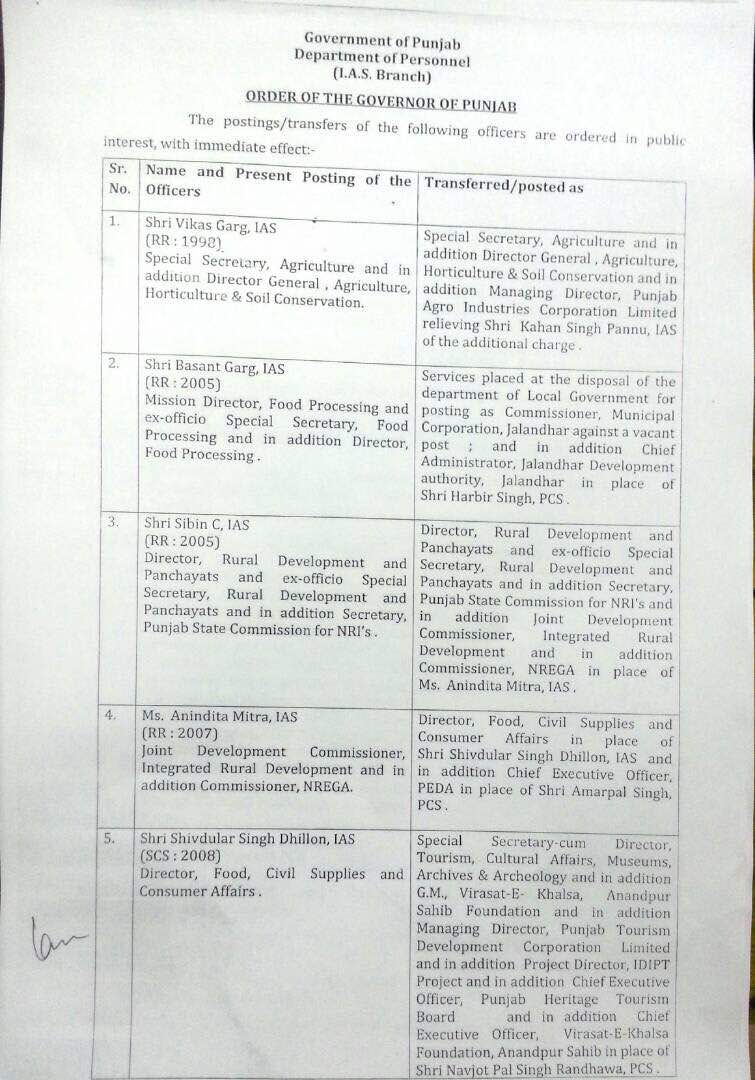 Government of Punjab
Department of Personnel
(I.A.S. Branch)
ORDER OF THE GOVERNOR OF PUNJAB
The postings/transfers of the following officers are ordered in public
interest, with immediate effect:-
Sr.
No.
Name and Present Posting of the
Officers
Transferred/posted as
1.
Shri Vikas Garg, IAS
(RR : 1998)
Special Secretary, Agriculture and in
addition Director General , Agriculture,
Horticulture & Soil Conservation.
Special Secretary, Agriculture and in
addition Director General , Agriculture,
Horticulture & Soil Conservation and in
addition Managing Director, Punjab
Agro Industries Corporation Limited
relieving Shri Kahan Singh Pannu, IAS
of the additional charge .
2.
Shri Basant Garg, IAS
(RR : 2005)
Mission Director, Food Processing and
ex-officio Special Secretary, Food
Processing and in addition Director,
Food Processing .
Services placed at the disposal of the
department of Local Government for
posting as Commissioner, Municipal
Corporation, Jalandhar against a vacant
post ; and in addition Chief
Administrator, Jalandhar Development
authority, Jalandhar in place of
Shri Harbir Singh, PCS .
3.
Shri Sibin C, IAS
(RR : 2005)
Director, Rural Development and
Panchayats and ex-officio Special
Secretary, Rural Development and
Panchayats and in addition Secretary,
Punjab State Commission for NRI's .
Director, Rural Development and
Panchayats and ex-officio Special
Secretary, Rural Development and
Panchayats and in addition Secretary,
Punjab State Commission for NRI's and
in addition Joint Development
Commissioner, Integrated Rural
Development and in addition
Commissioner, NREGA in place of
Ms. Anindita Mitra, IAS .
4.
Ms. Anindita Mitra, IAS
(RR : 2007)
Joint Development Commissioner,
Integrated Rural Development and in
addition Commissioner, NREGA.
Director, Food, Civil Supplies and
Consumer Affairs in place of
Shri Shivdular Singh Dhillon, IAS and
in addition Chief Executive Officer,
PEDA in place of Shri Amarpal Singh,
PCS .
5.
Shri Shivdular Singh Dhillon, IAS
(SCS : 2008)
Director, Food, Civil Supplies and
Consumer Affairs .
Special Secretary-cum Director,
Tourism, Cultural Affairs, Museums,
Archives & Archeology and in addition
G.M., Virasat-E- Khalsa, Anandpur
Sahib Foundation and in addition
Managing Director, Punjab Tourism
Development Corporation Limited
and in addition Project Director, IDIPT
Project and in addition Chief Executive
Officer, Punjab Heritage Tourism
Board and in addition Chief
Executive Officer, Virasat-E-Khalsa
Foundation, Anandpur Sahib in place of
Shri Navjot Pal Singh Randhawa, PCS .